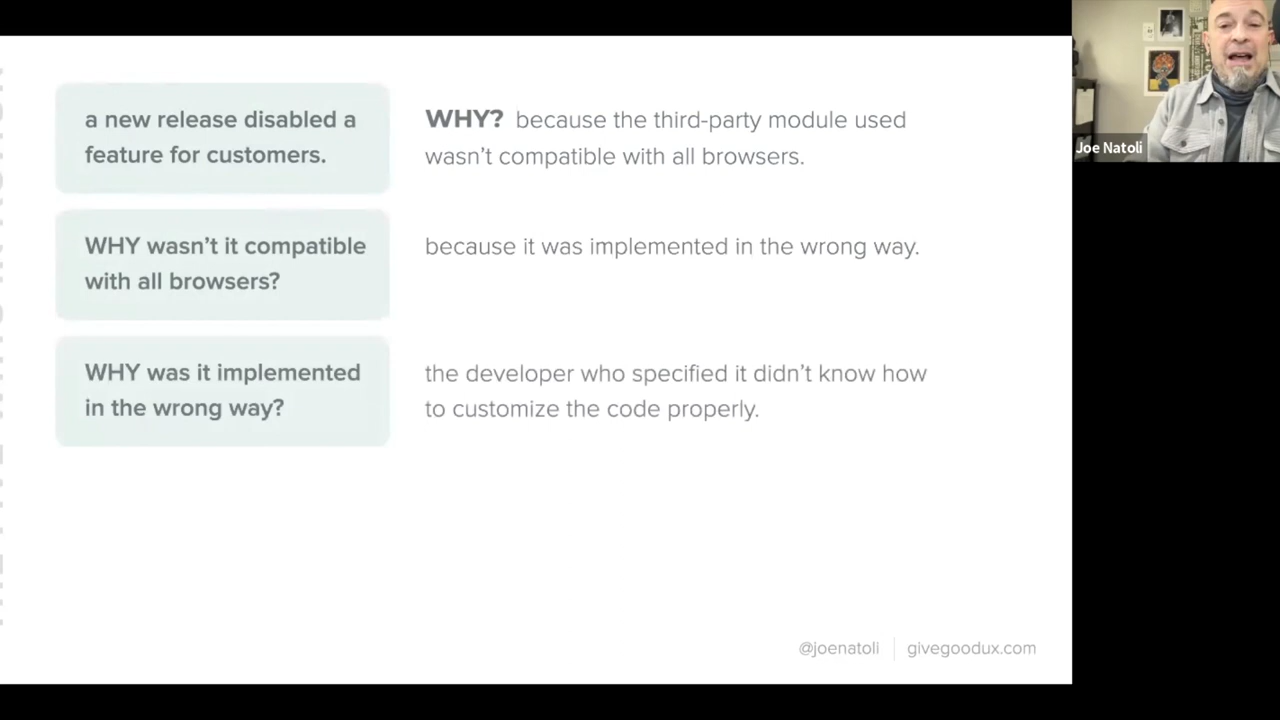 a new release disabled a
feature for customers.
WHY? because the third-party module used
wasn't compatible with all browsers.
WHY wasn't it compatible
with all browsers?
because it was implemented in the wrong way.
WHY was it implemented
in the wrong way?
the developer who specified it didn't know how
to customize the code properly.
@joenatoli
givegoodux.com
Joe Natoli